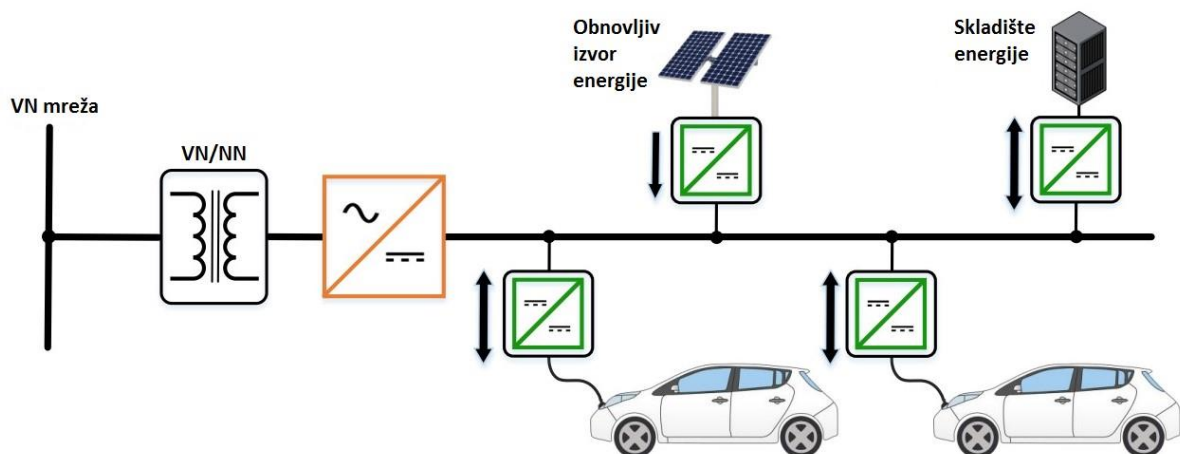 Obnovljiv
izvor
energije
Skladište
energije
VN mreža
VN/NN